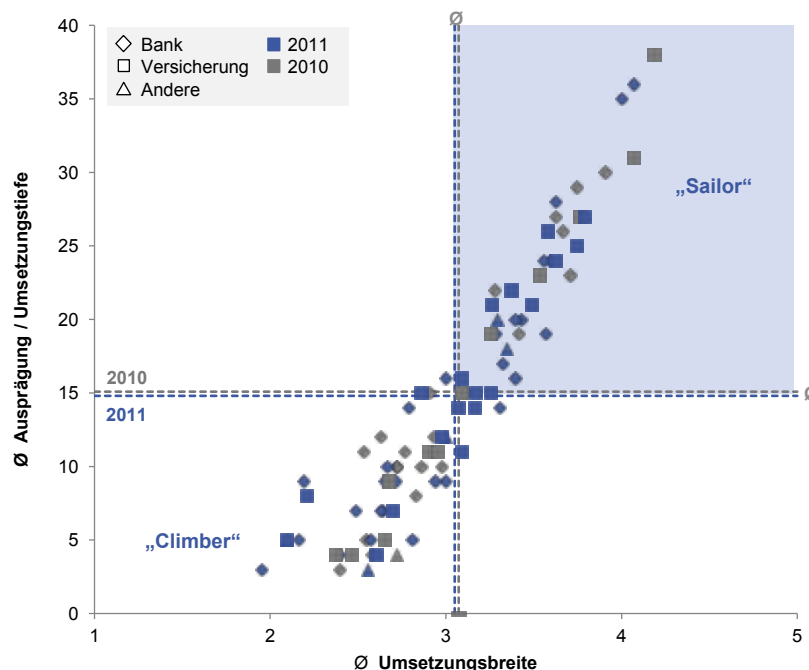 Ø
40
35
30
25
20
15
10
5
0
Ø Ausprägung / Umsetzungstiefe
Bank
Versicherung
Andere
2011
2010
„Sailor“
2010
2011
Ø
„Climber“
1
2
3
4
5
Ø Umsetzungsbreite